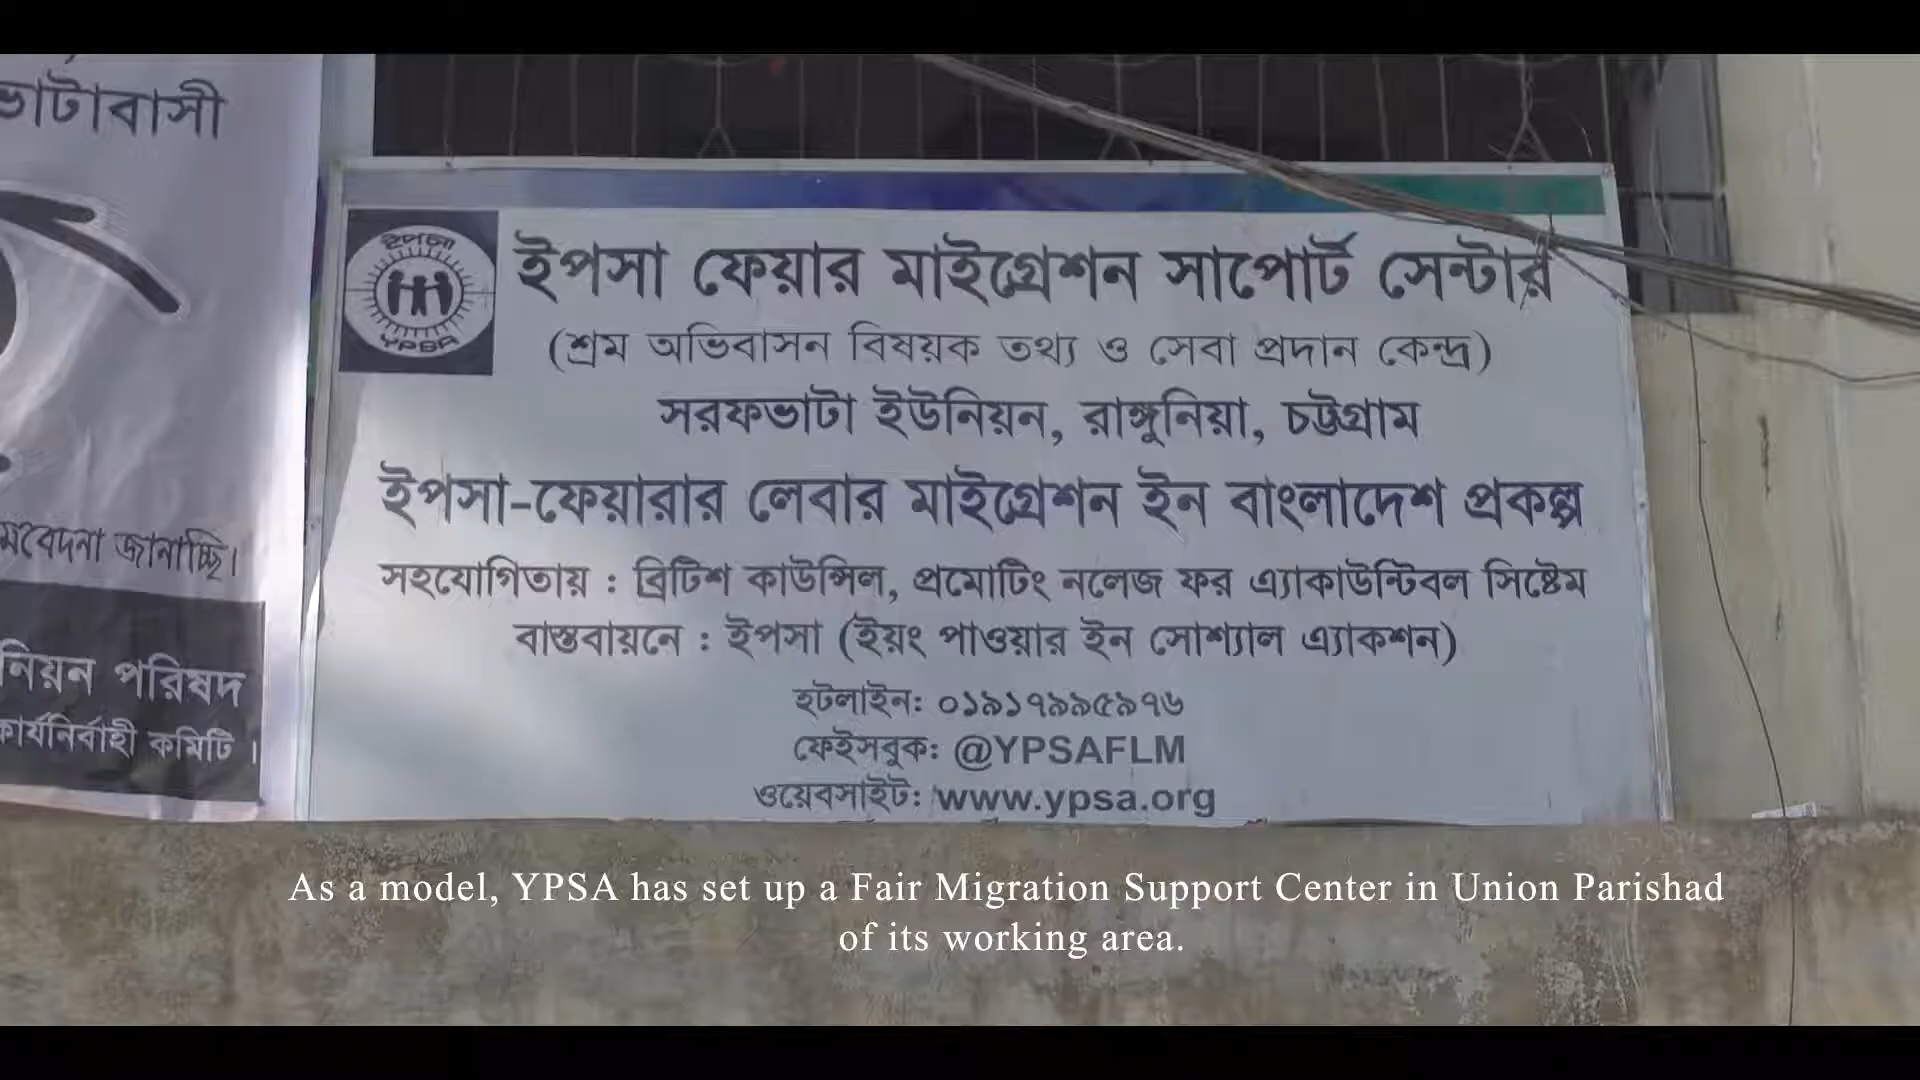 ভাটাবাসী
জানাচ্ছি।
পরিষদ
কার্যনির্বাহী কমিটি।
ইপসা
YPSA
ইপসা ফেয়ার মাইগ্রেশন সাপোর্ট সেন্টার
(শ্রম অভিবাসন বিষয়ক তথ্য ও সেবা প্রদান কেন্দ্র)
সরফভাটা ইউনিয়ন, রাঙ্গুনিয়া, চট্টগ্রাম
ইপসা-ফেয়ারার লেবার মাইগ্রেশন ইন বাংলাদেশ প্রকল্প
সহযোগিতায় : ব্রিটিশ কাউন্সিল, প্রমোটিং নলেজ ফর এ্যাকাউন্টিবল সিষ্টেম
বাস্তবায়নে : ইপসা (ইয়ং পাওয়ার ইন সোশ্যাল এ্যাকশন)
হটলাইন: ০১৯১৭৯৯৫৯৭৬
ফেইসবুক: @YPSAFLM
ওয়েবসাইট: www.ypsa.org
As a model, YPSA has set up a Fair Migration Support Center in Union Parishad
of its working area.